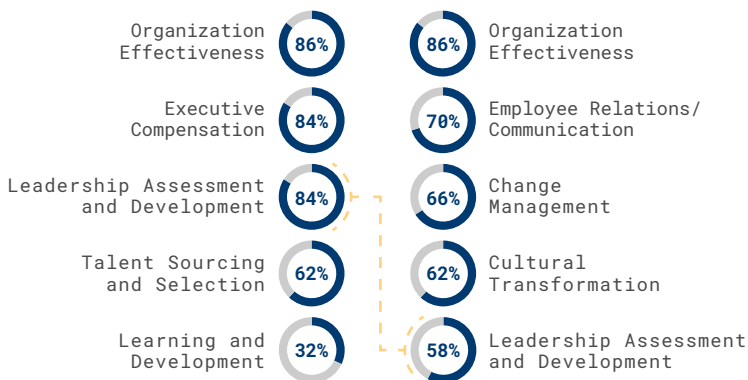 Organization
Effectiveness
86%
86%
Organization
Effectiveness
Executive
Compensation
84%
70%
Employee Relations/
Communication
Leadership Assessment
and Development
84%
66%
Change
Management
Talent Sourcing
and Selection
62%
62%
Cultural
Transformation
Learning and
Development
32%
58%
Leadership Assessment
and Development